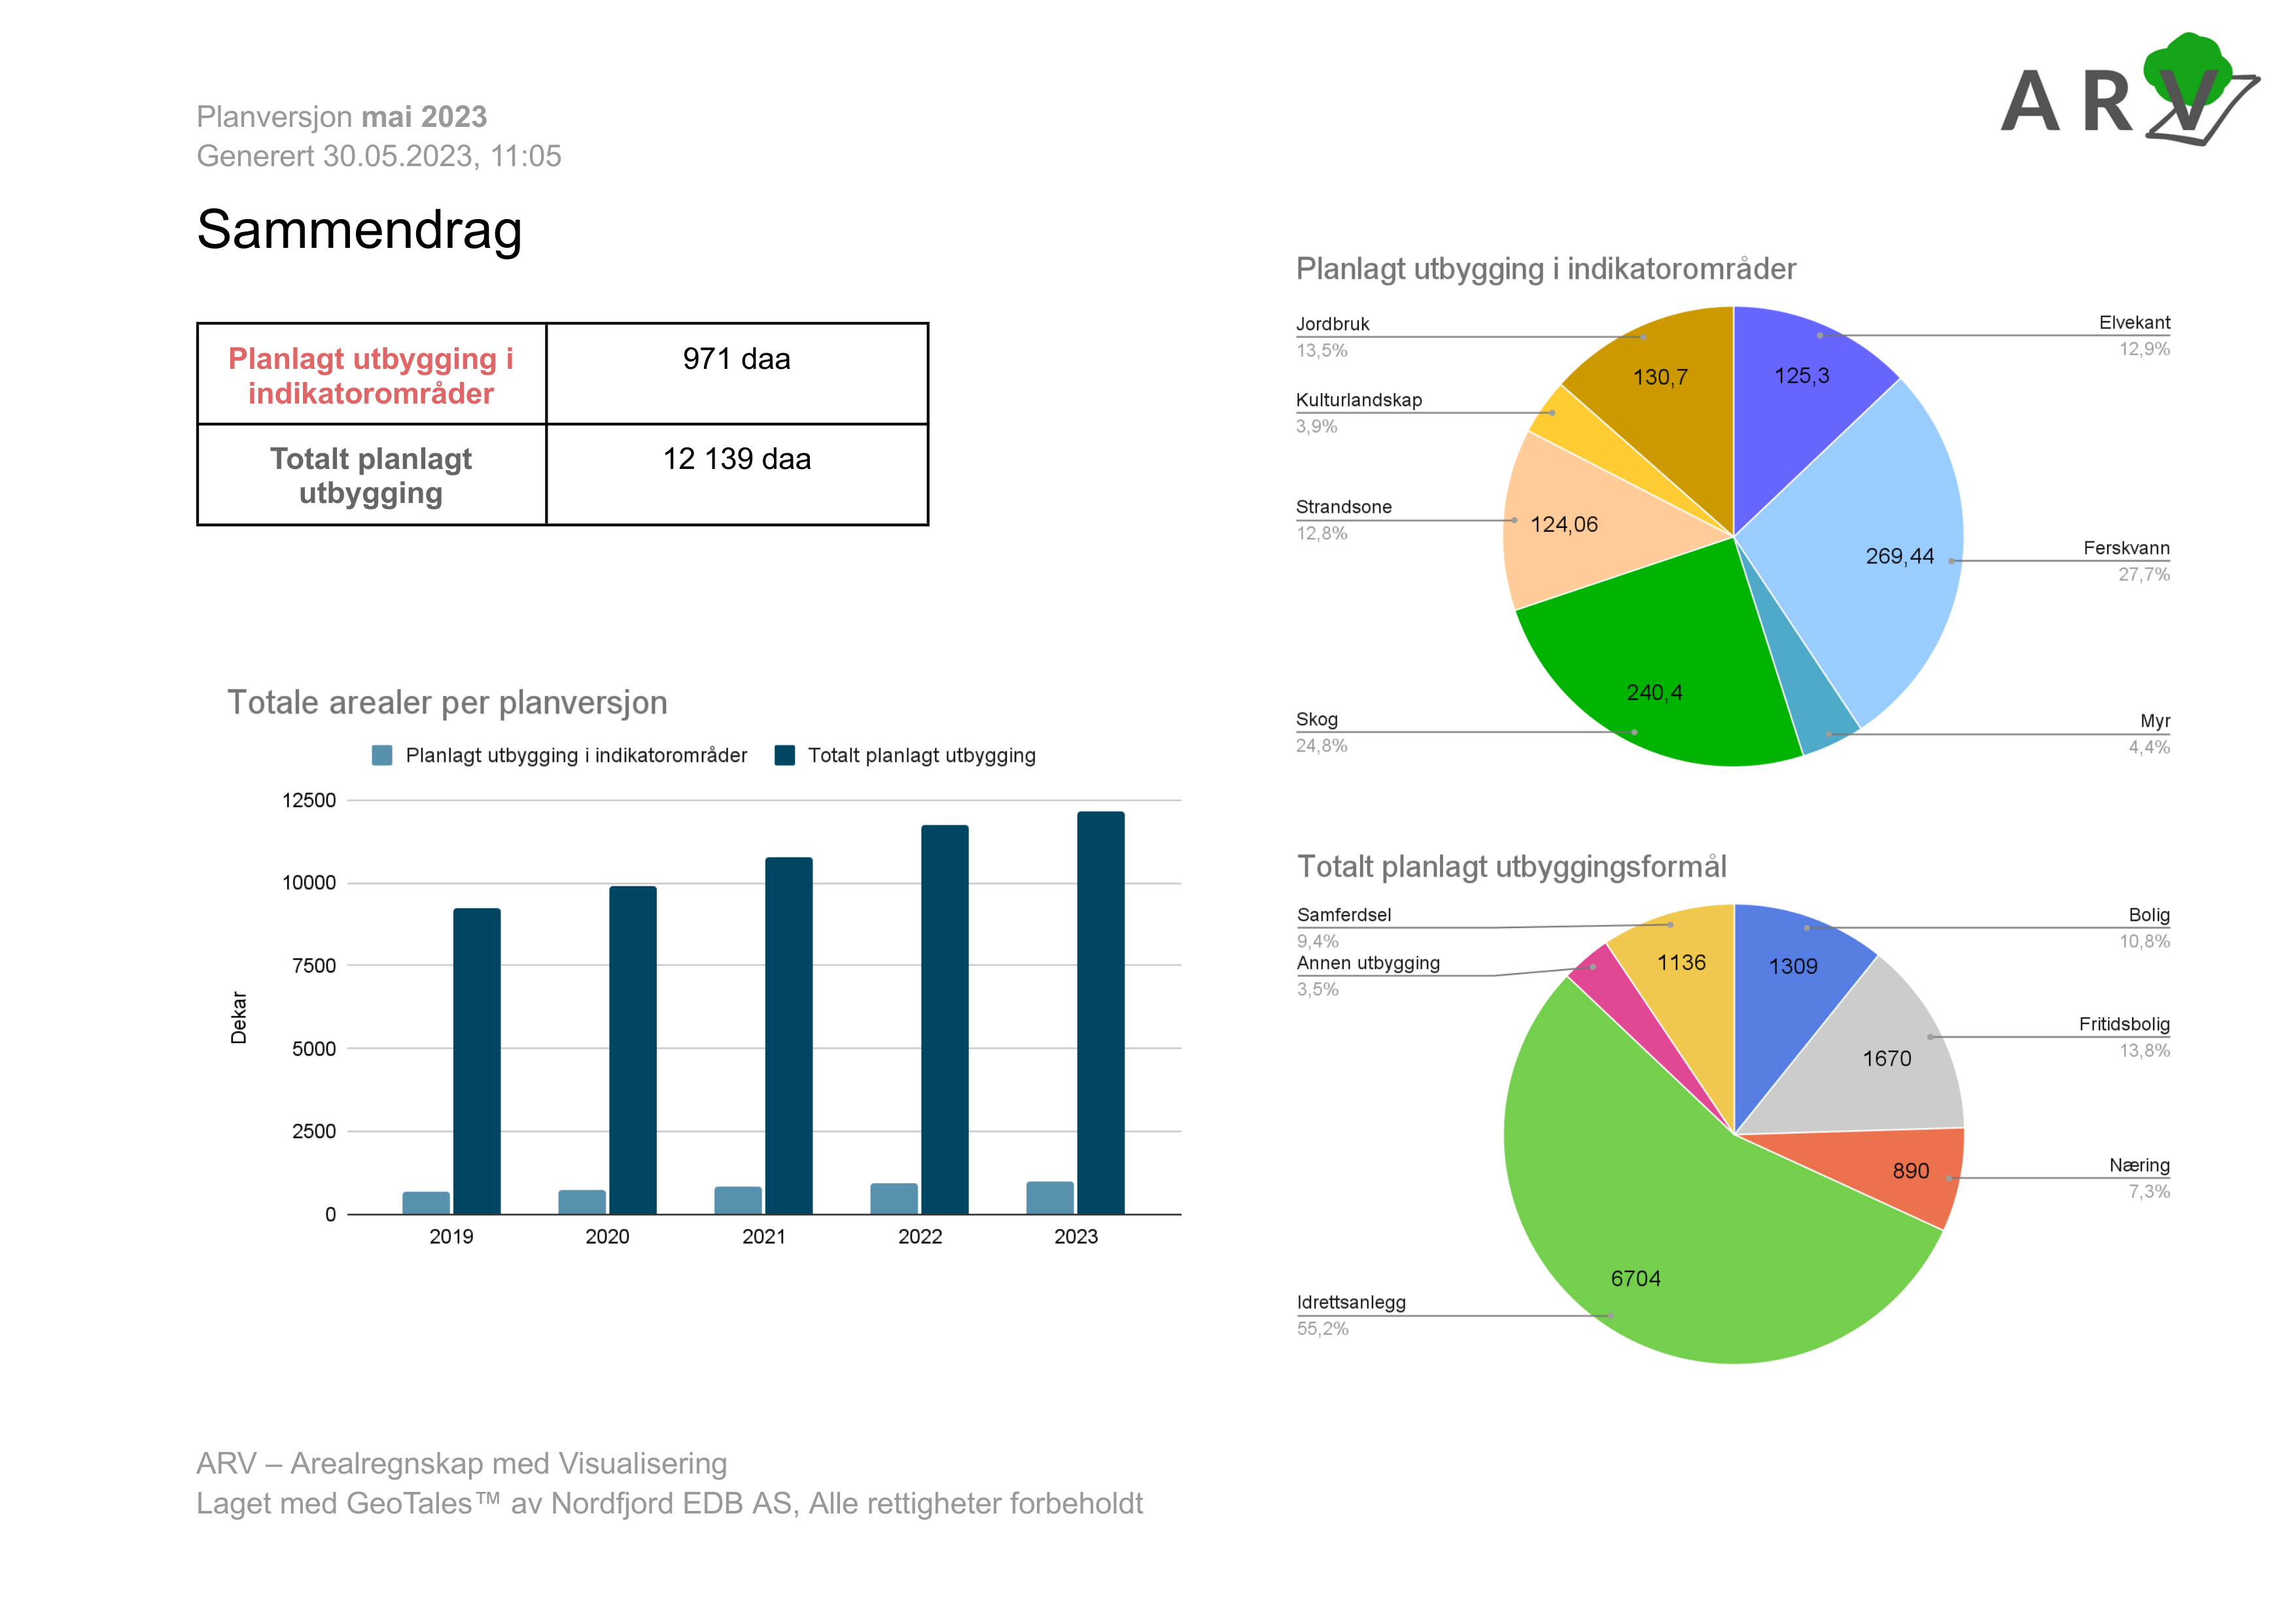 ARV
Planversjon mai 2023
Generert 30.05.2023, 11:05
Sammendrag
Planlagt utbygging i
indikatorområder
971 daa
Totalt planlagt
utbygging
12 139 daa
Totale arealer per planversjon
Planlagt utbygging i indikatorområder
Totalt planlagt utbygging
Dekar
12500
10000
7500
5000
2500
0
2019
2020
2021
2022
2023
Planlagt utbygging i indikatorområder
Jordbruk
13,5%
Kulturlandskap
3,9%
Strandsone
12,8%
Skog
24,8%
130,7
125,3
124,06
269,44
240,4
Elvekant
12,9%
Ferskvann
27,7%
Myr
4,4%
Totalt planlagt utbyggingsformål
Samferdsel
9,4%
Annen utbygging
3,5%
Idrettsanlegg
55,2%
1136
1309
1670
890
6704
Bolig
10,8%
Fritidsbolig
13,8%
Næring
7,3%
ARV – Arealregnskap med Visualisering
Laget med GeoTales™ av Nordfjord EDB AS, Alle rettigheter forbeholdt